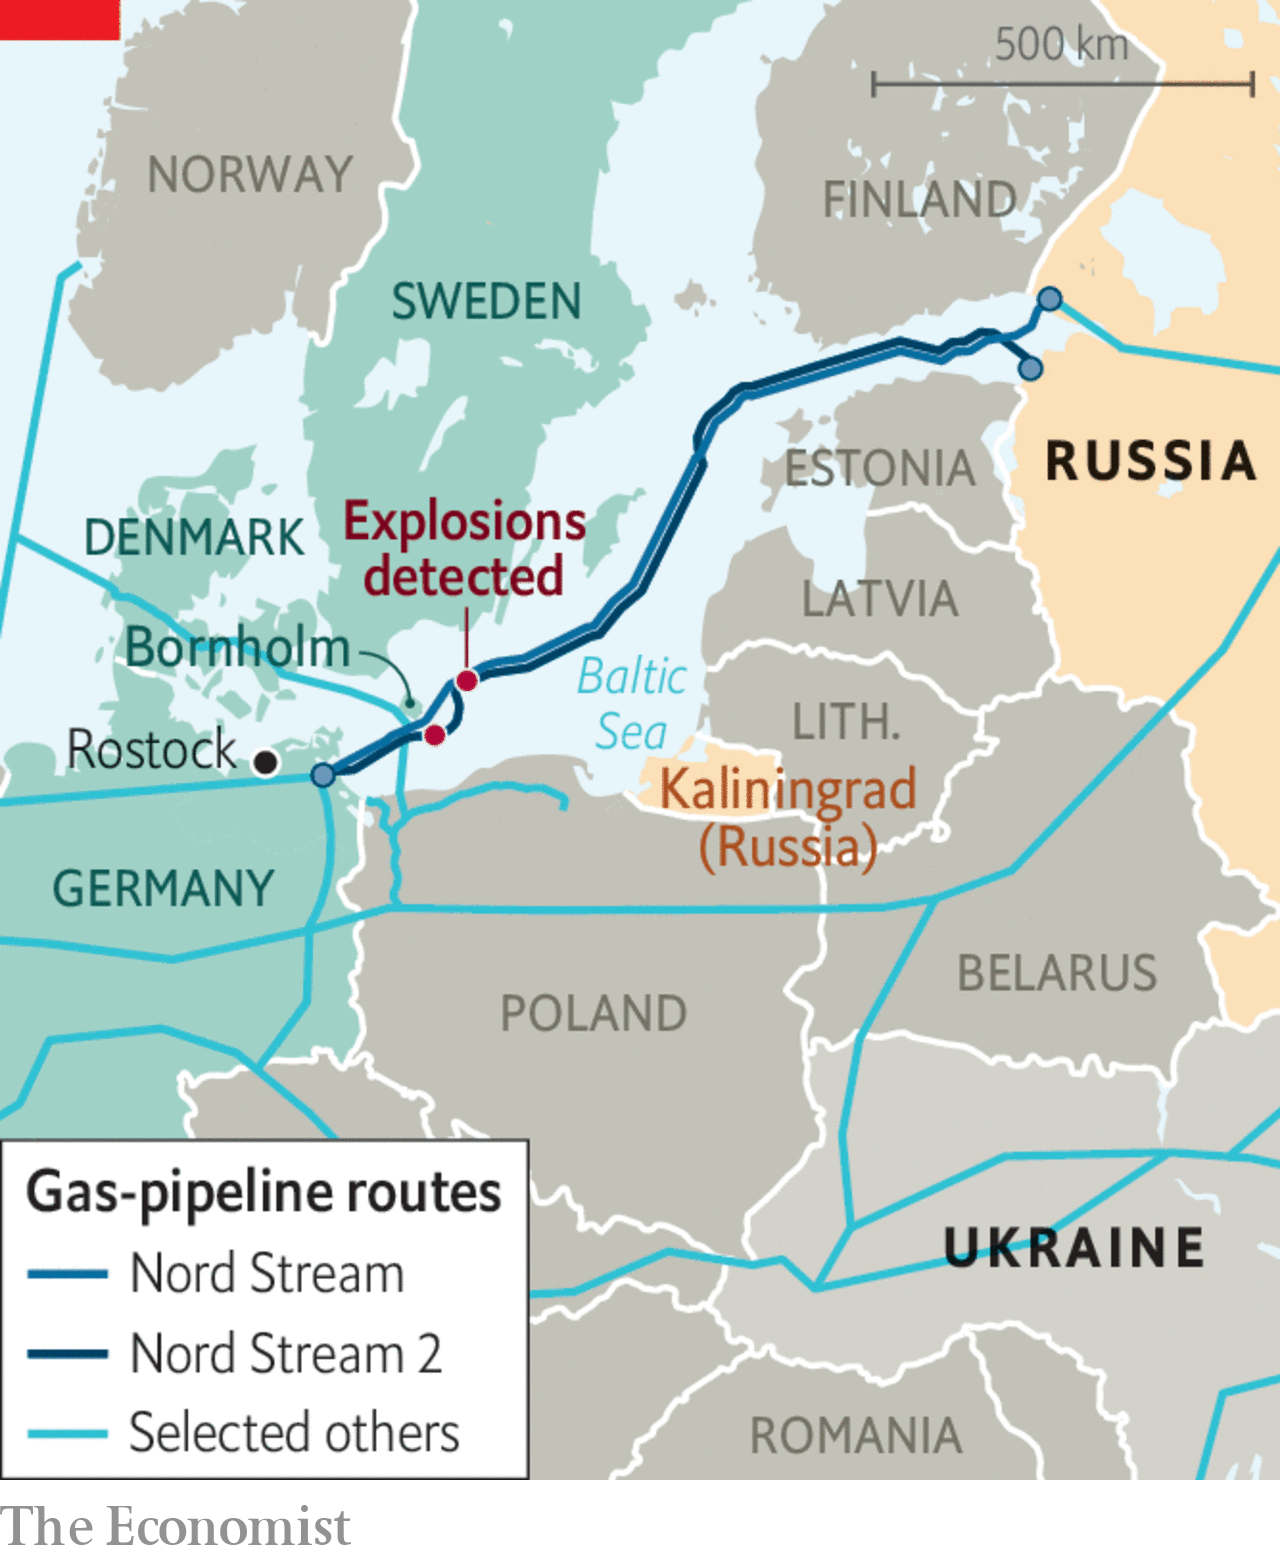 500 km
NORWAY
FINLAND
SWEDEN
RUSSIA
ESTONIA
Explosions
detected
DENMARK
LATVIA
Bornholm
Baltic
Sea
LITH.
Rostock
Kaliningrad
(Russia)
GERMANY
BELARUS
POLAND
UKRAINE
Gas-pipeline routes
Nord Stream
Nord Stream 2
Selected others
ROMANIA
The Economist